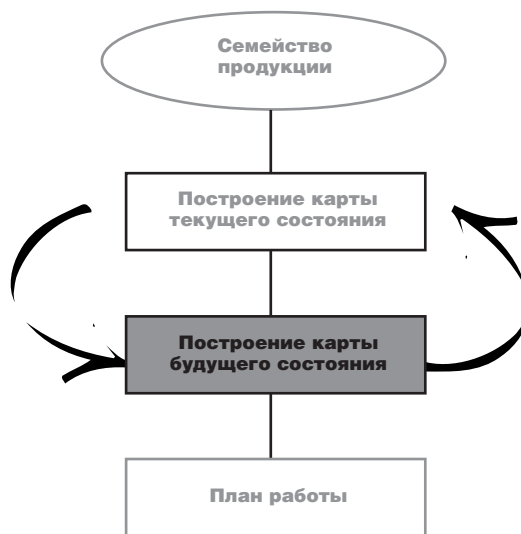 Семейство
продукции
Построение карты
текущего состояния
Построение карты
будущего состояния
План работы